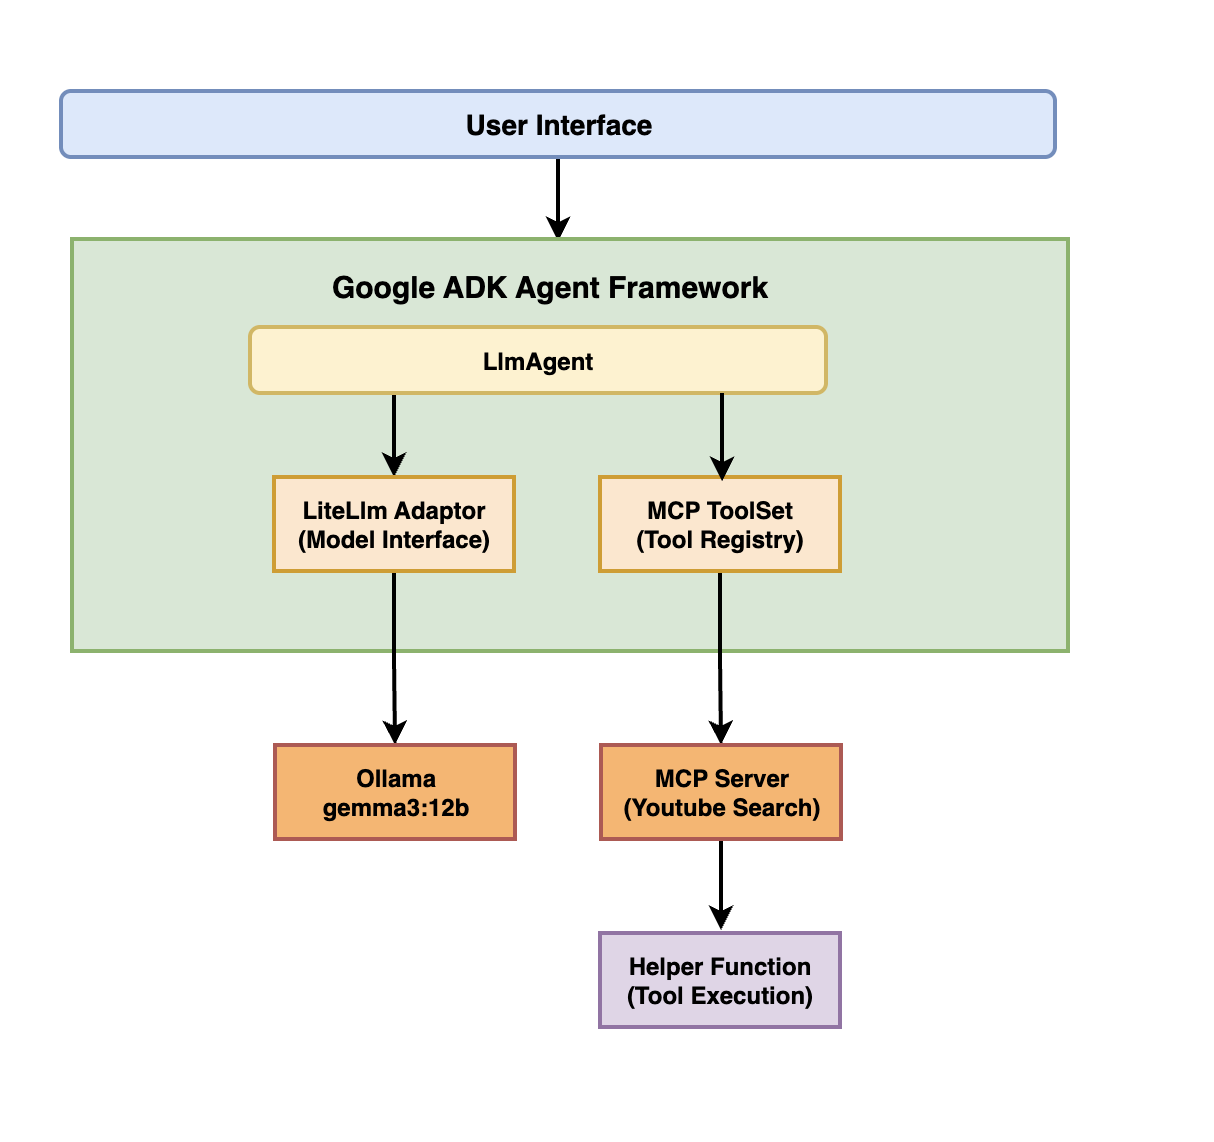 User Interface
Google ADK Agent Framework
LlmAgent
LiteLlm Adaptor
(Model Interface)
MCP ToolSet
(Tool Registry)
Ollama
gemma3:12b
MCP Server
(Youtube Search)
Helper Function
(Tool Execution)